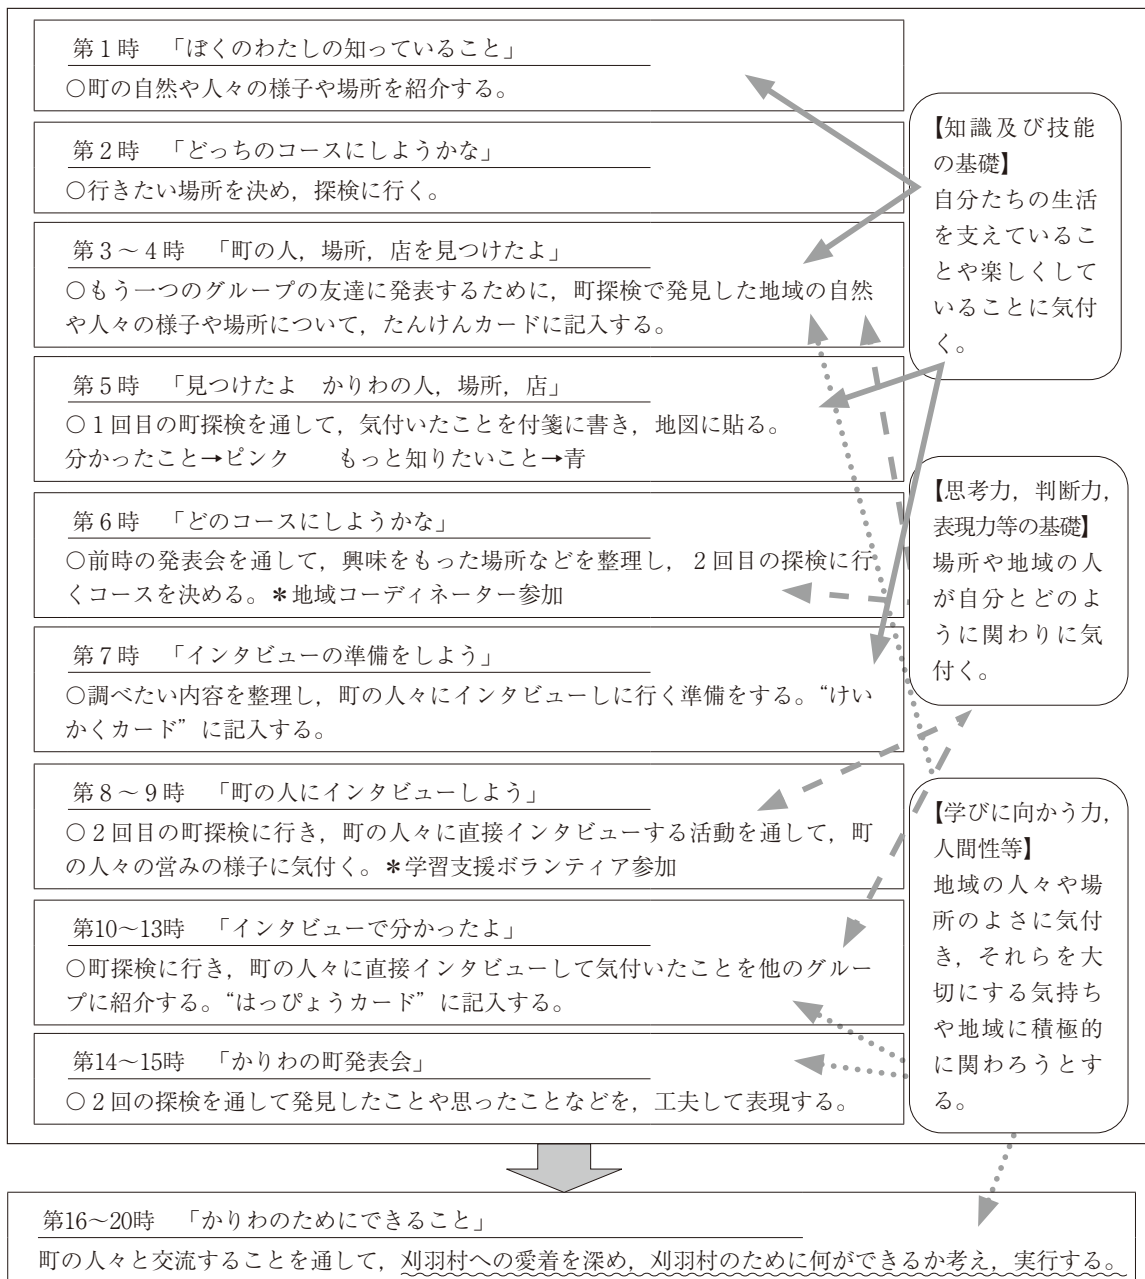 第1時　「ぼくのわたしの知っていること」
○町の自然や人々の様子や場所を紹介する。
第2時　「どっちのコースにしようかな」
○行きたい場所を決め，探検に行く。
第3～4時　「町の人，場所，店を見つけたよ」
○もう一つのグループの友達に発表するために，町探検で発見した地域の自然
や人々の様子や場所について，たんけんカードに記入する。
第5時　「見つけたよ　かりわの人，場所，店」
○1回目の町探検を通して，気付いたことを付箋に書き，地図に貼る。
分かったこと→ピンク　　もっと知りたいこと→青
第6時　「どのコースにしようかな」
○前時の発表会を通して，興味をもった場所などを整理し，2回目の探検に行
くコースを決める。＊地域コーディネーター参加
第7時　「インタビューの準備をしよう」
○調べたい内容を整理し，町の人々にインタビューしに行く準備をする。“けい
かくカード”に記入する。
第8～9時　「町の人にインタビューしよう」
○2回目の町探検に行き，町の人々に直接インタビューする活動を通して，町
の人々の営みの様子に気付く。＊学習支援ボランティア参加
第10～13時　「インタビューで分かったよ」
○町探検に行き，町の人々に直接インタビューして気付いたことを他のグルー
プに紹介する。“はっぴょうカード”に記入する。
第14～15時　「かりわの町発表会」
○2回の探検を通して発見したことや思ったことなどを，工夫して表現する。
【知識及び技能
の基礎】
自分たちの生活
を支えているこ
とや楽しくして
いることに気付
く。
【思考力，判断力，
表現力等の基礎】
場所や地域の人
が自分とどのよ
うに関わりに気
付く。
【学びに向かう力，
人間性等】
地域の人々や場
所のよさに気付
き，それらを大
切にする気持ち
や地域に積極的
に関わろうとす
る。
第16～20時　「かりわのためにできること」
町の人々と交流することを通して，刈羽村への愛着を深め，刈羽村のために何ができるか考え，実行する。